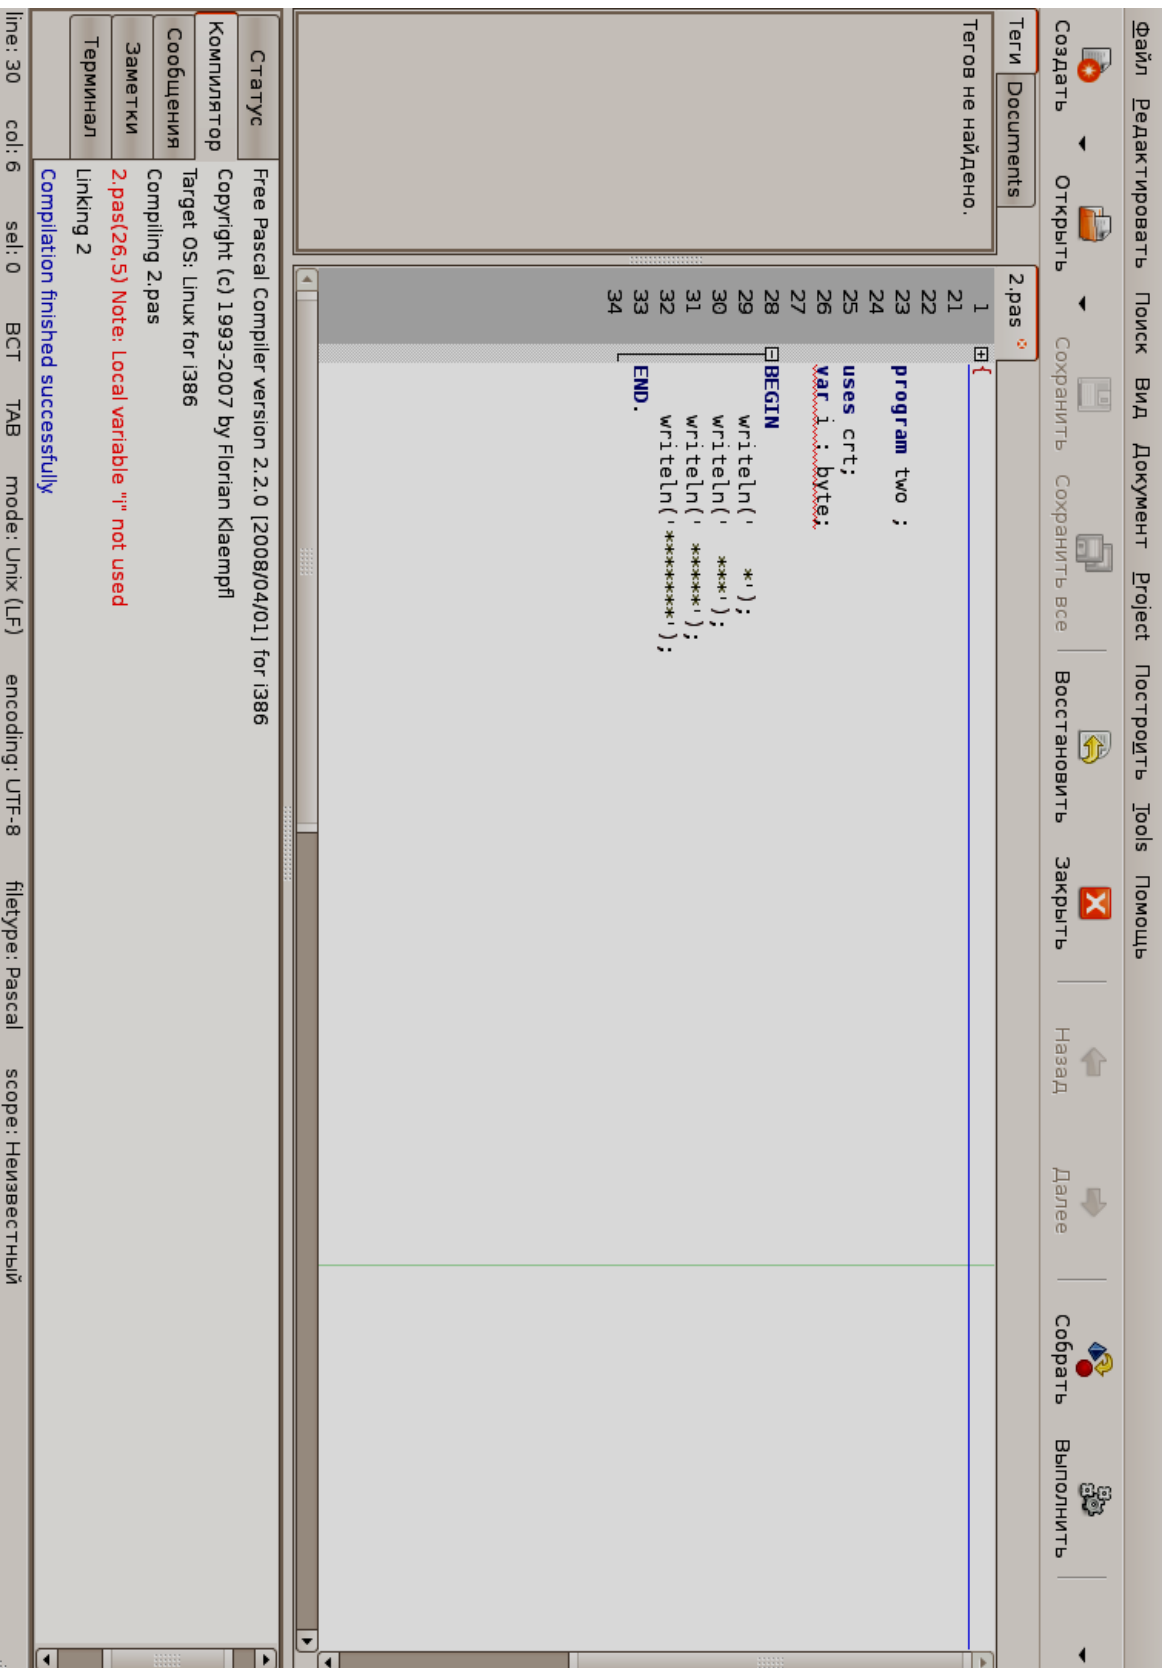 Файл Редактировать Поиск Вид Документ Project Построить Tools Помощь
Создать Открыть Сохранить Сохранить все Восстановить Закрыть Назад Далее Собрать Выполнить
Теги Documents
Тегов не найдено.
2.pas
1 {
21
22
23 program two ;
24
25 uses crt;
26 var i : byte;
27
28 BEGIN
29 writeln('   *');
30 writeln('  ***');
31 writeln(' *****');
32 writeln('*******');
33 END.
34
Статус
Компилятор
Сообщения
Заметки
Терминал
Free Pascal Compiler version 2.2.0 [2008/04/01] for i386
Copyright (c) 1993-2007 by Florian Klaempfl
Target OS: Linux for i386
Compiling 2.pas
2.pas(26,5) Note: Local variable "i" not used
Linking 2
Compilation finished successfully.
line: 30 col: 6 sel: 0 ВСТ TAB mode: Unix (LF) encoding: UTF-8 filetype: Pascal scope: Неизвестный